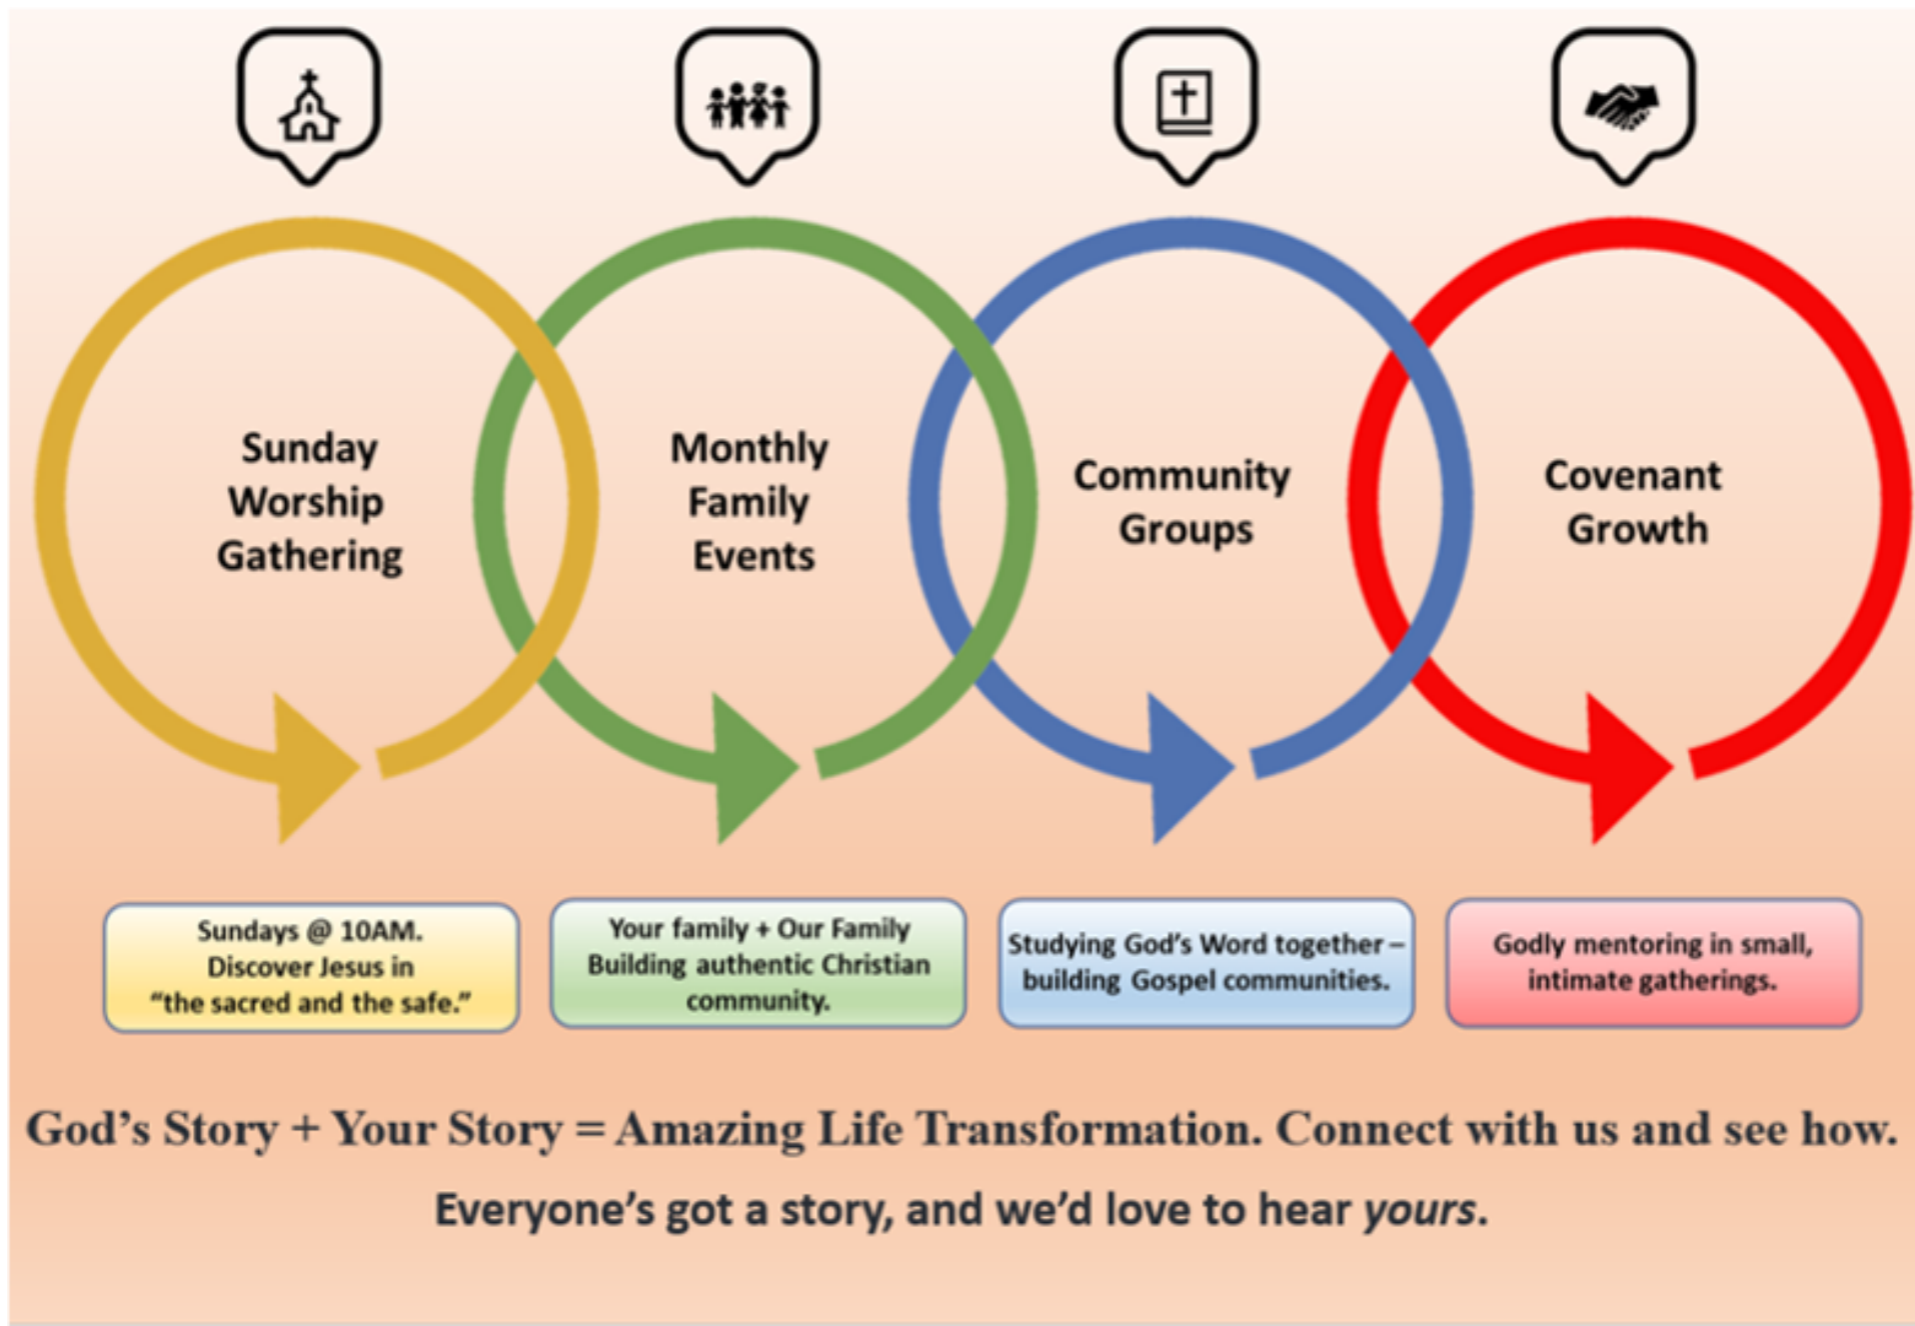 Sunday
Worship
Gathering
Monthly
Family
Events
Community
Groups
Covenant
Growth
Sundays @ 10AM.
Discover Jesus in
“the sacred and the safe.”
Your family + Our Family
Building authentic Christian
community.
Studying God’s Word together –
building Gospel communities.
Godly mentoring in small,
intimate gatherings.
God’s Story + Your Story = Amazing Life Transformation. Connect with us and see how.
Everyone’s got a story, and we’d love to hear yours.